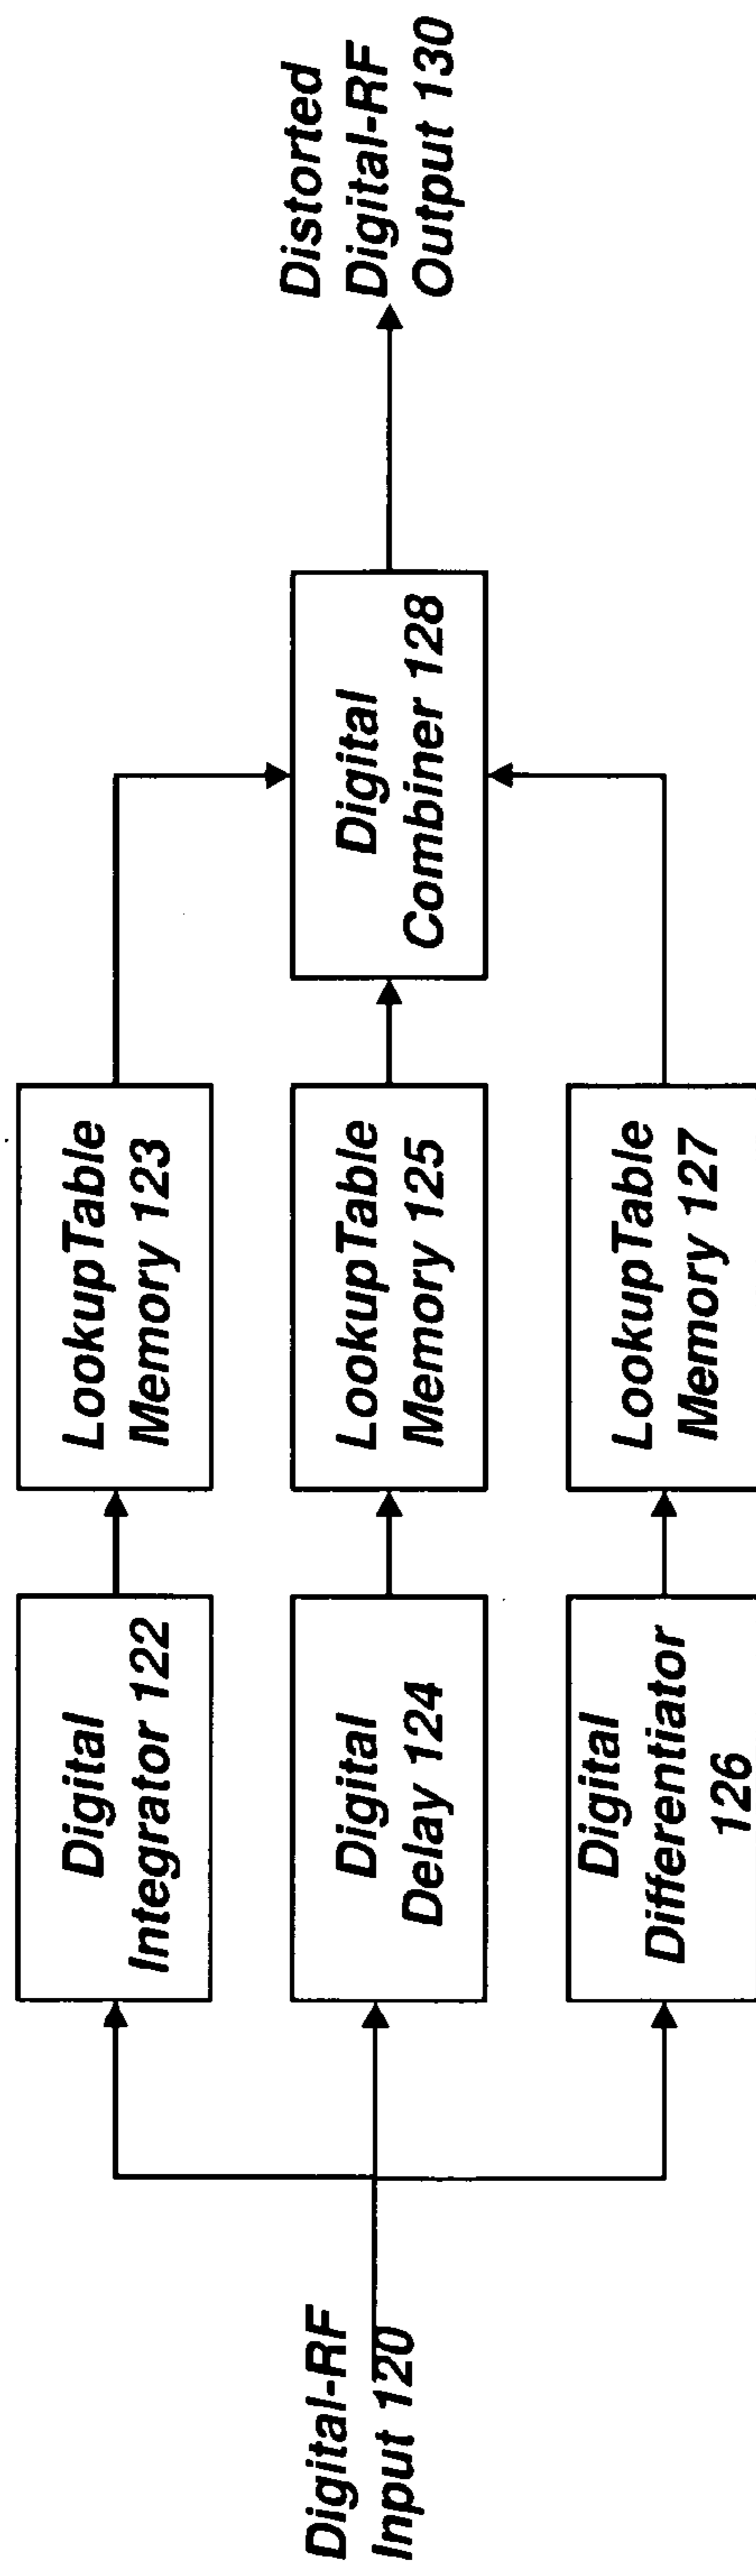 Digital-RF
Input 120
Digital
Integrator 122
LookupTable
Memory 123
Digital
Delay 124
LookupTable
Memory 125
Digital
Differentiator
126
LookupTable
Memory 127
Digital
Combiner 128
Distorted
Digital-RF
Output 130